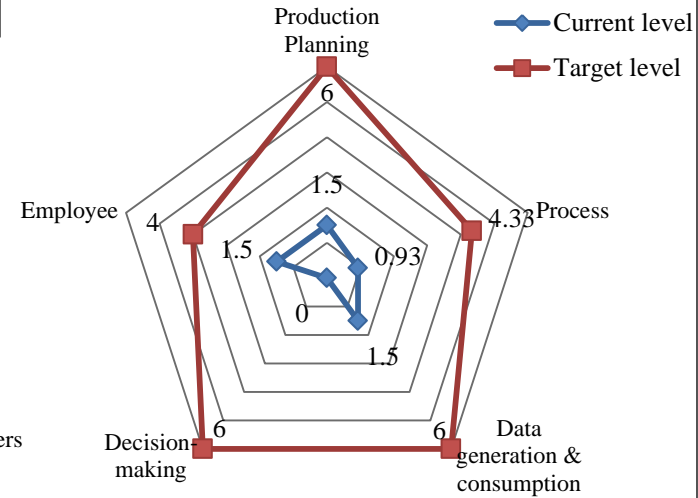 Production
Planning
Current level
Target level
6
1.5
Employee
4
1.5
0.93
4.33
Process
0
1.5
6
6
ers
Decision-
making
Data
generation &
consumption